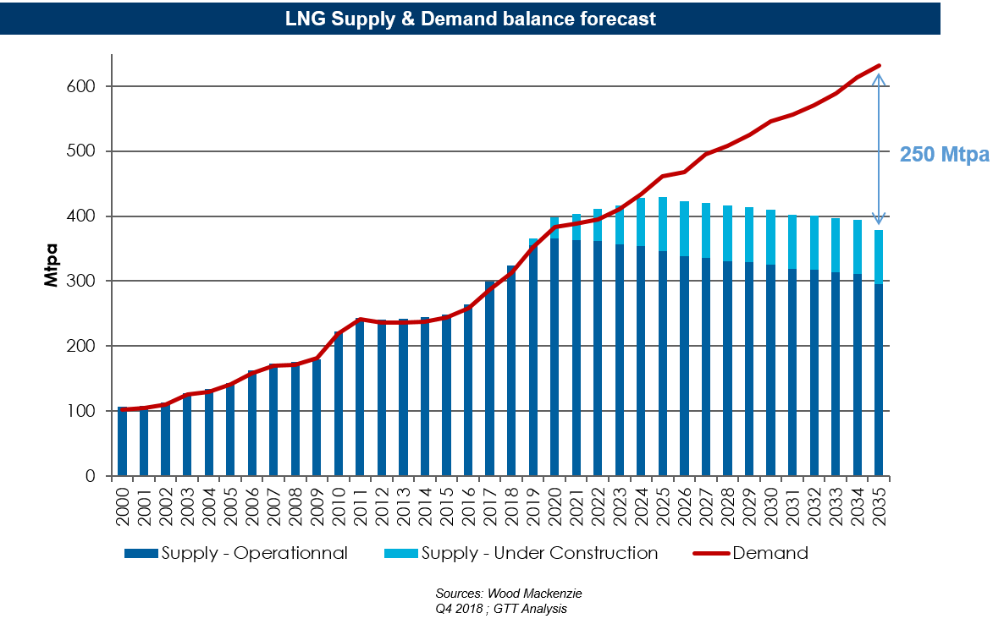 LNG Supply & Demand balance forecast
Mtpa
600
500
400
300
200
100
0
250 Mtpa
2000 2001 2002 2003 2004 2005 2006 2007 2008 2009 2010 2011 2012 2013 2014 2015 2016 2017 2018 2019 2020 2021 2022 2023 2024 2025 2026 2027 2028 2029 2030 2031 2032 2033 2034 2035
Supply - Operationnal Supply - Under Construction Demand
Sources: Wood Mackenzie
Q4 2018 ; GTT Analysis